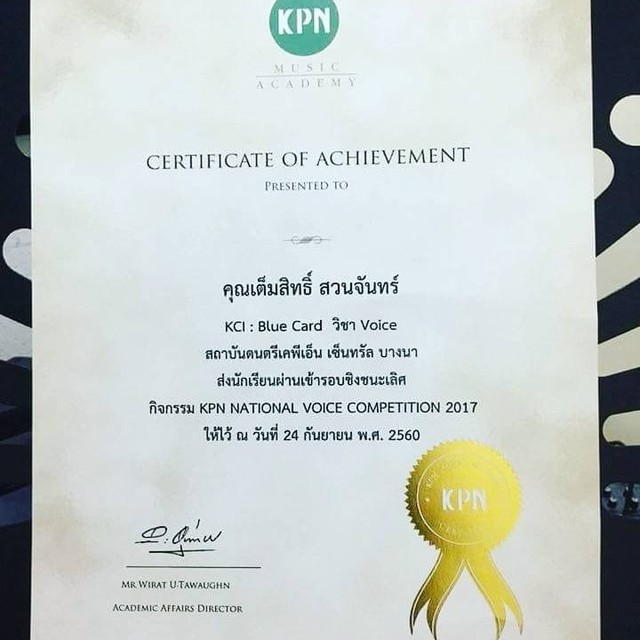 KPN
MUSIC
ACADEMY
CERTIFICATE OF ACHIEVEMENT
PRESENTED TO
คุณเต็มสิทธิ์ สวนจันทร์
KCI : Blue Card วิชา Voice
สถาบันดนตรีเคพีเอ็น เซ็นทรัล บางนา
ส่งนักเรียนผ่านเข้ารอบชิงชนะเลิศ
กิจกรรม KPN NATIONAL VOICE COMPETITION 2017
ให้ไว้ ณ วันที่ 24 กันยายน พ.ศ. 2560
KPN
MR.WIRAT U-TAWAUGHN
ACADEMIC AFFAIRS DIRECTOR